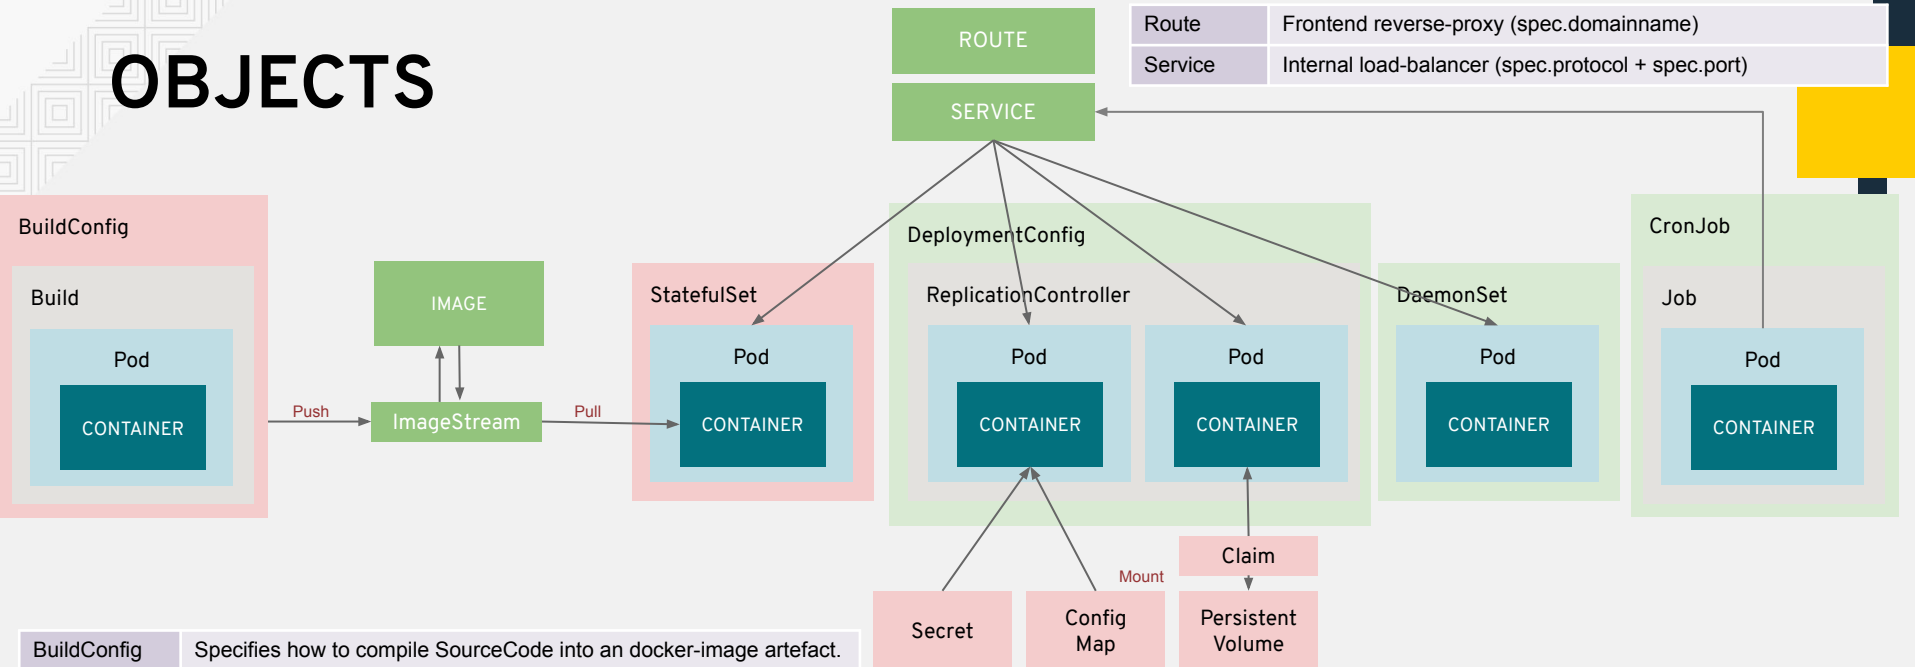 OBJECTS
ROUTE
SERVICE
Route Frontend reverse-proxy (spec.domainname)
Service Internal load-balancer (spec.protocol + spec.port)
BuildConfig
Build
Pod
CONTAINER
Push
IMAGE
ImageStream
Pull
StatefulSet
Pod
CONTAINER
DeploymentConfig
ReplicationController
Pod
CONTAINER
Pod
CONTAINER
DaemonSet
Pod
CONTAINER
CronJob
Job
Pod
CONTAINER
Secret
Config
Map
Mount
Claim
Persistent
Volume
BuildConfig Specifies how to compile SourceCode into an docker-image artefact.